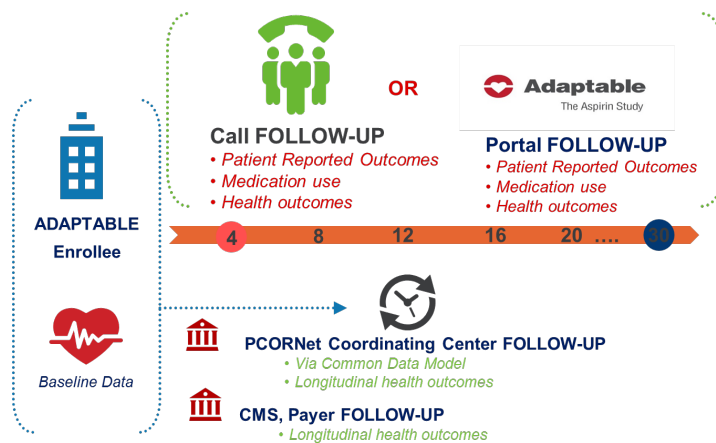 OR
Adaptable
The Aspirin Study
Call FOLLOW-UP
• Patient Reported Outcomes
• Medication use
• Health outcomes
Portal FOLLOW-UP
• Patient Reported Outcomes
• Medication use
• Health outcomes
ADAPTABLE
Enrollee
4 8 12 16 20 .... 30
Baseline Data
PCORNet Coordinating Center FOLLOW-UP
• Via Common Data Model
• Longitudinal health outcomes
CMS, Payer FOLLOW-UP
• Longitudinal health outcomes